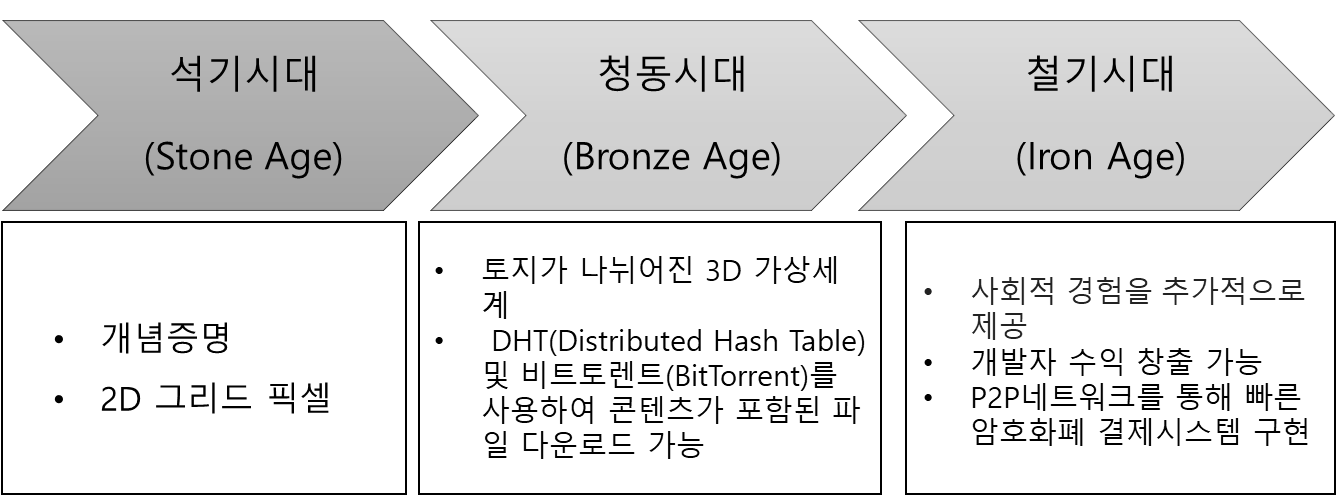 석기시대
(Stone Age)
청동시대
(Bronze Age)
철기시대
(Iron Age)
• 개념증명
• 2D 그리드 픽셀
• 토지가 나뉘어진 3D 가상세
계
• DHT(Distributed Hash Table)
및 비트토렌트(BitTorrent)를
사용하여 콘텐츠가 포함된 파
일 다운로드 가능
• 사회적 경험을 추가적으로
제공
• 개발자 수익 창출 가능
• P2P네트워크를 통해 빠른
암호화폐 결제시스템 구현